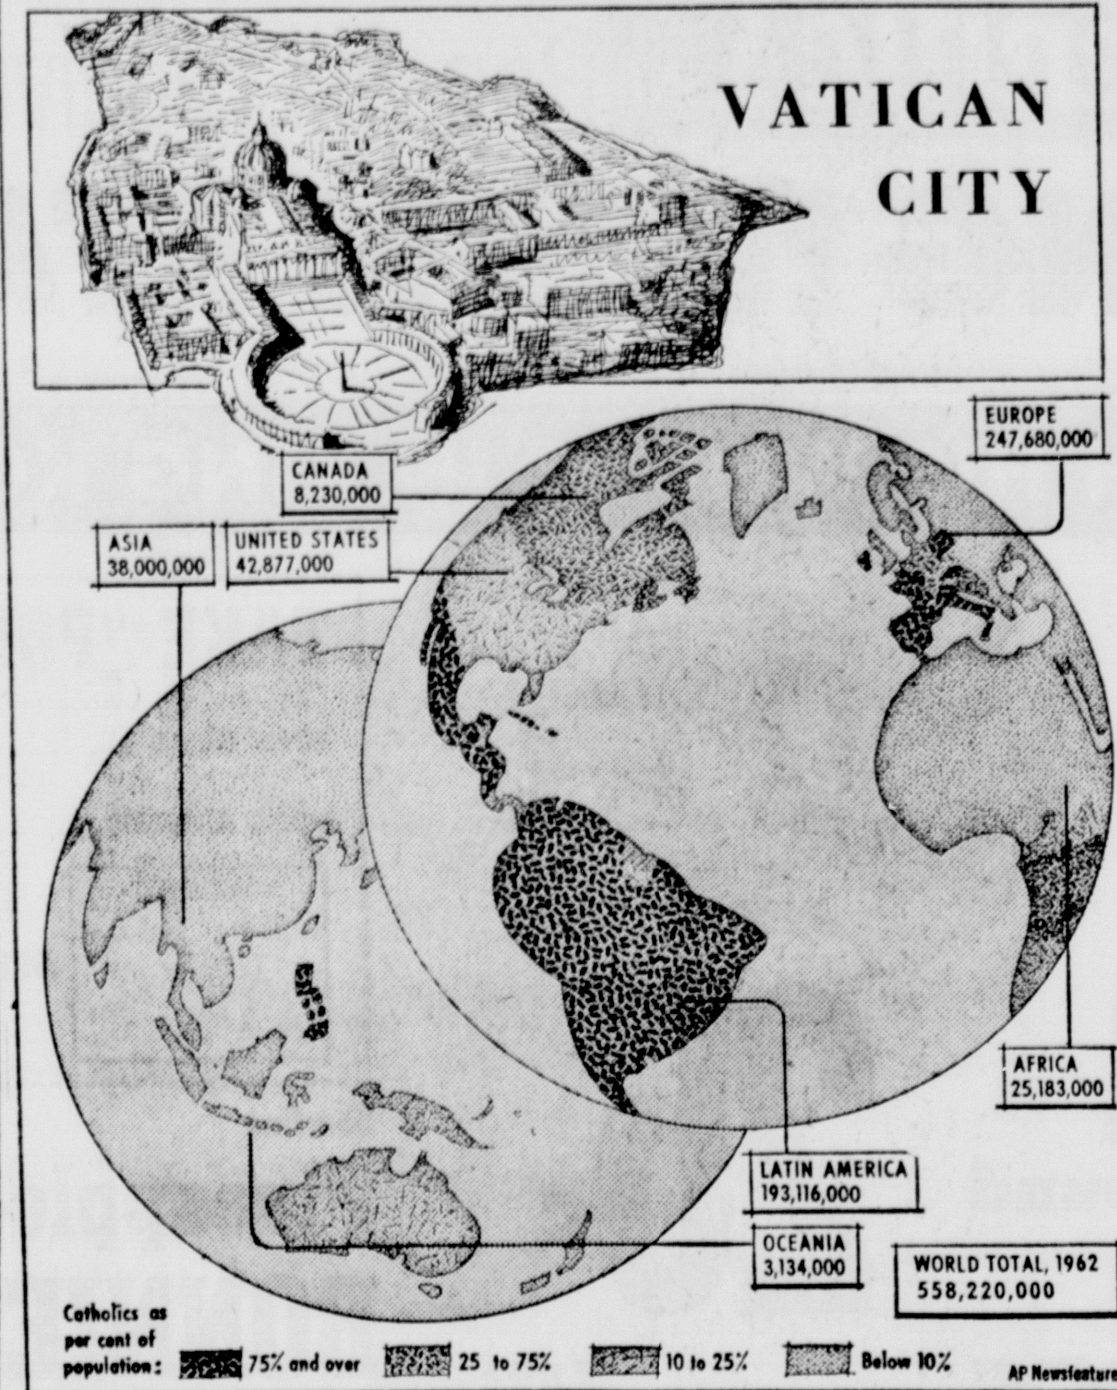 VATICAN
CITY
EUROPE
247,680,000
CANADA
8,230,000
ASIA
38,000,000
UNITED STATES
42,877,000
AFRICA
25,183,000
LATIN AMERICA
193,116,000
OCEANIA
3,134,000
WORLD TOTAL, 1962
558,220,000
Catholics as
per cent of
population:
75% and over
25 to 75%
10 to 25%
Below 10%
AP Newsfeature